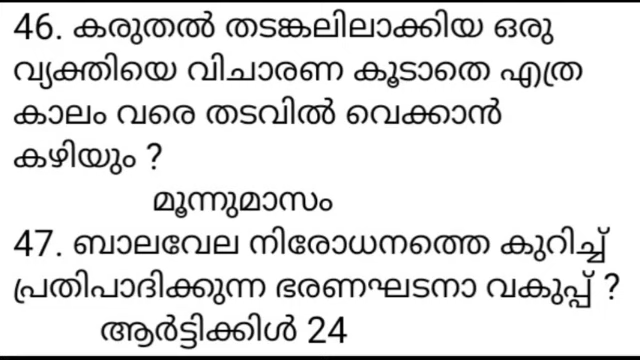 46. കരുതൽ തടങ്കലിലാക്കിയ ഒരു
വ്യക്തിയെ വിചാരണ കൂടാതെ എത്ര
കാലം വരെ തടവിൽ വെക്കാൻ
കഴിയും ?
മൂന്നുമാസം
47. ബാലവേല നിരോധനത്തെ കുറിച്ച്
പ്രതിപാദിക്കുന്ന ഭരണഘടനാ വകുപ്പ് ?
ആർട്ടിക്കിൾ 24